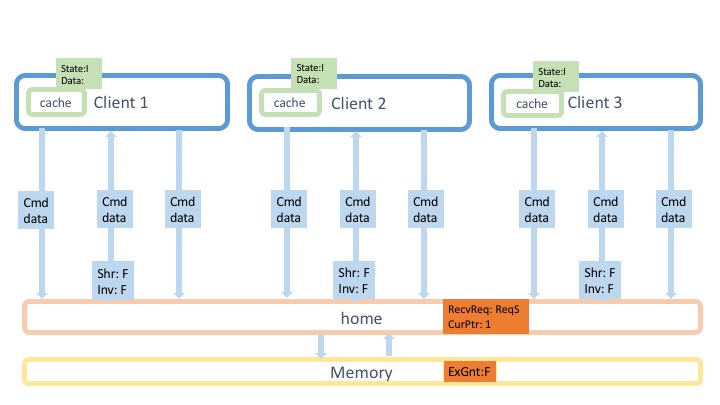 State:I
Data:
State:I
Data:
State:I
Data:
cache
Client 1
cache
Client 2
cache
Client 3
Cmd
data
Cmd
data
Cmd
data
Cmd
data
Cmd
data
Cmd
data
Cmd
data
Cmd
data
Cmd
data
Shr: F
Inv: F
Shr: F
Inv: F
Shr: F
Inv: F
home
RecvReq: ReqS
CurPtr: 1
Memory
ExGnt:F